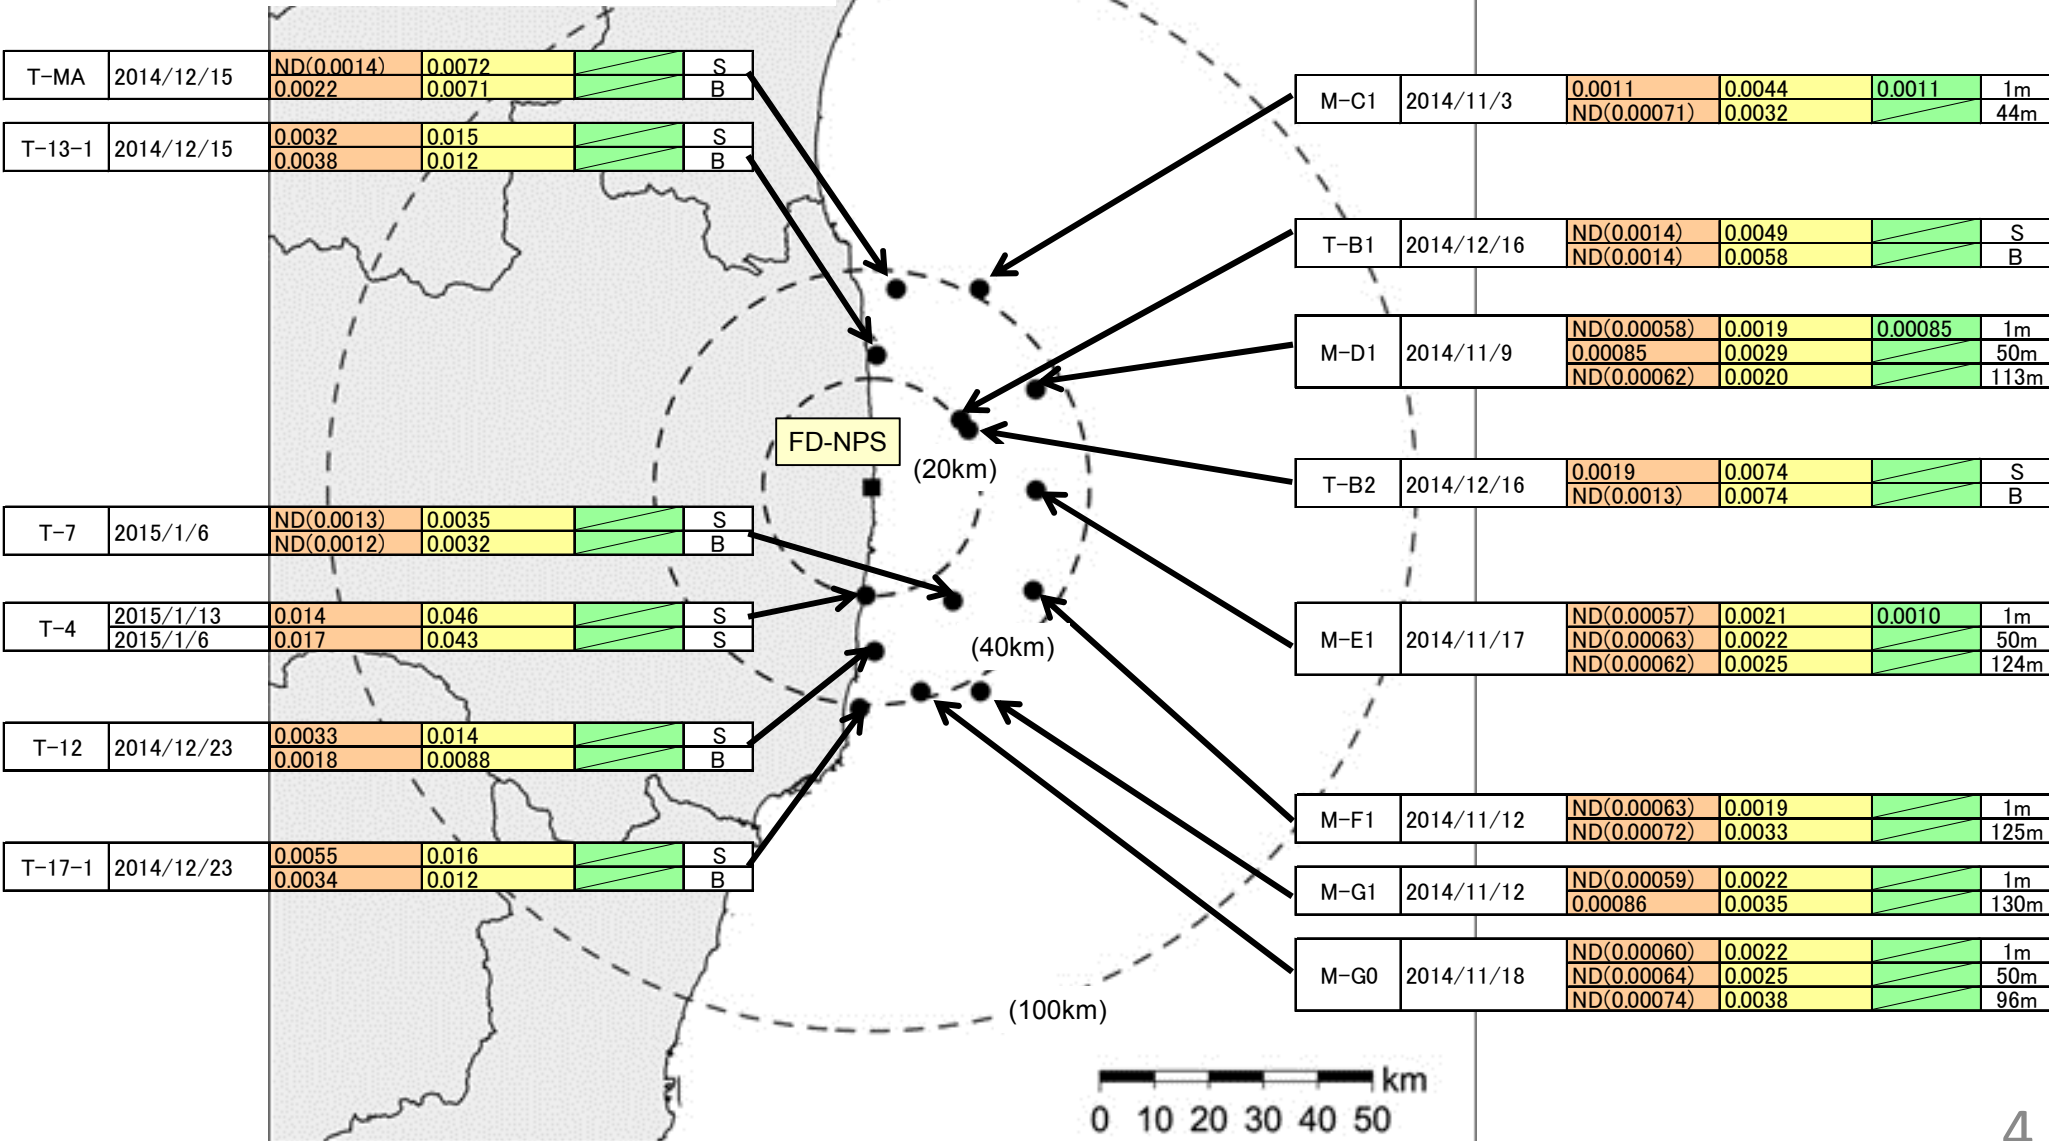 T-MA 2014/12/15 ND(0.0014) 0.0072 S
0.0022 0.0071 B
T-13-1 2014/12/15 0.0032 0.015 S
0.0038 0.012 B
T-7 2015/1/6 ND(0.0013) 0.0035 S
ND(0.0012) 0.0032 B
T-4 2015/1/13 0.014 0.046 S
2015/1/6 0.017 0.043 S
T-12 2014/12/23 0.0033 0.014 S
0.0018 0.0088 B
T-17-1 2014/12/23 0.0055 0.016 S
0.0034 0.012 B
FD-NPS
(20km)
(40km)
(100km)
M-C1 2014/11/3 0.0011 0.0044 0.0011 1m
ND(0.00071) 0.0032 44m
T-B1 2014/12/16 ND(0.0014) 0.0049 S
ND(0.0014) 0.0058 B
M-D1 2014/11/9 ND(0.00058) 0.0019 0.00085 1m
0.00085 0.0029 50m
ND(0.00062) 0.0020 113m
T-B2 2014/12/16 0.0019 0.0074 S
ND(0.0013) 0.0074 B
M-E1 2014/11/17 ND(0.00057) 0.0021 0.0010 1m
ND(0.00063) 0.0022 50m
ND(0.00062) 0.0025 124m
M-F1 2014/11/12 ND(0.00063) 0.0019 1m
ND(0.00072) 0.0033 125m
M-G1 2014/11/12 ND(0.00059) 0.0022 1m
0.00086 0.0035 130m
M-G0 2014/11/18 ND(0.00060) 0.0022 1m
ND(0.00064) 0.0025 50m
ND(0.00074) 0.0038 96m
km
0 10 20 30 40 50
4